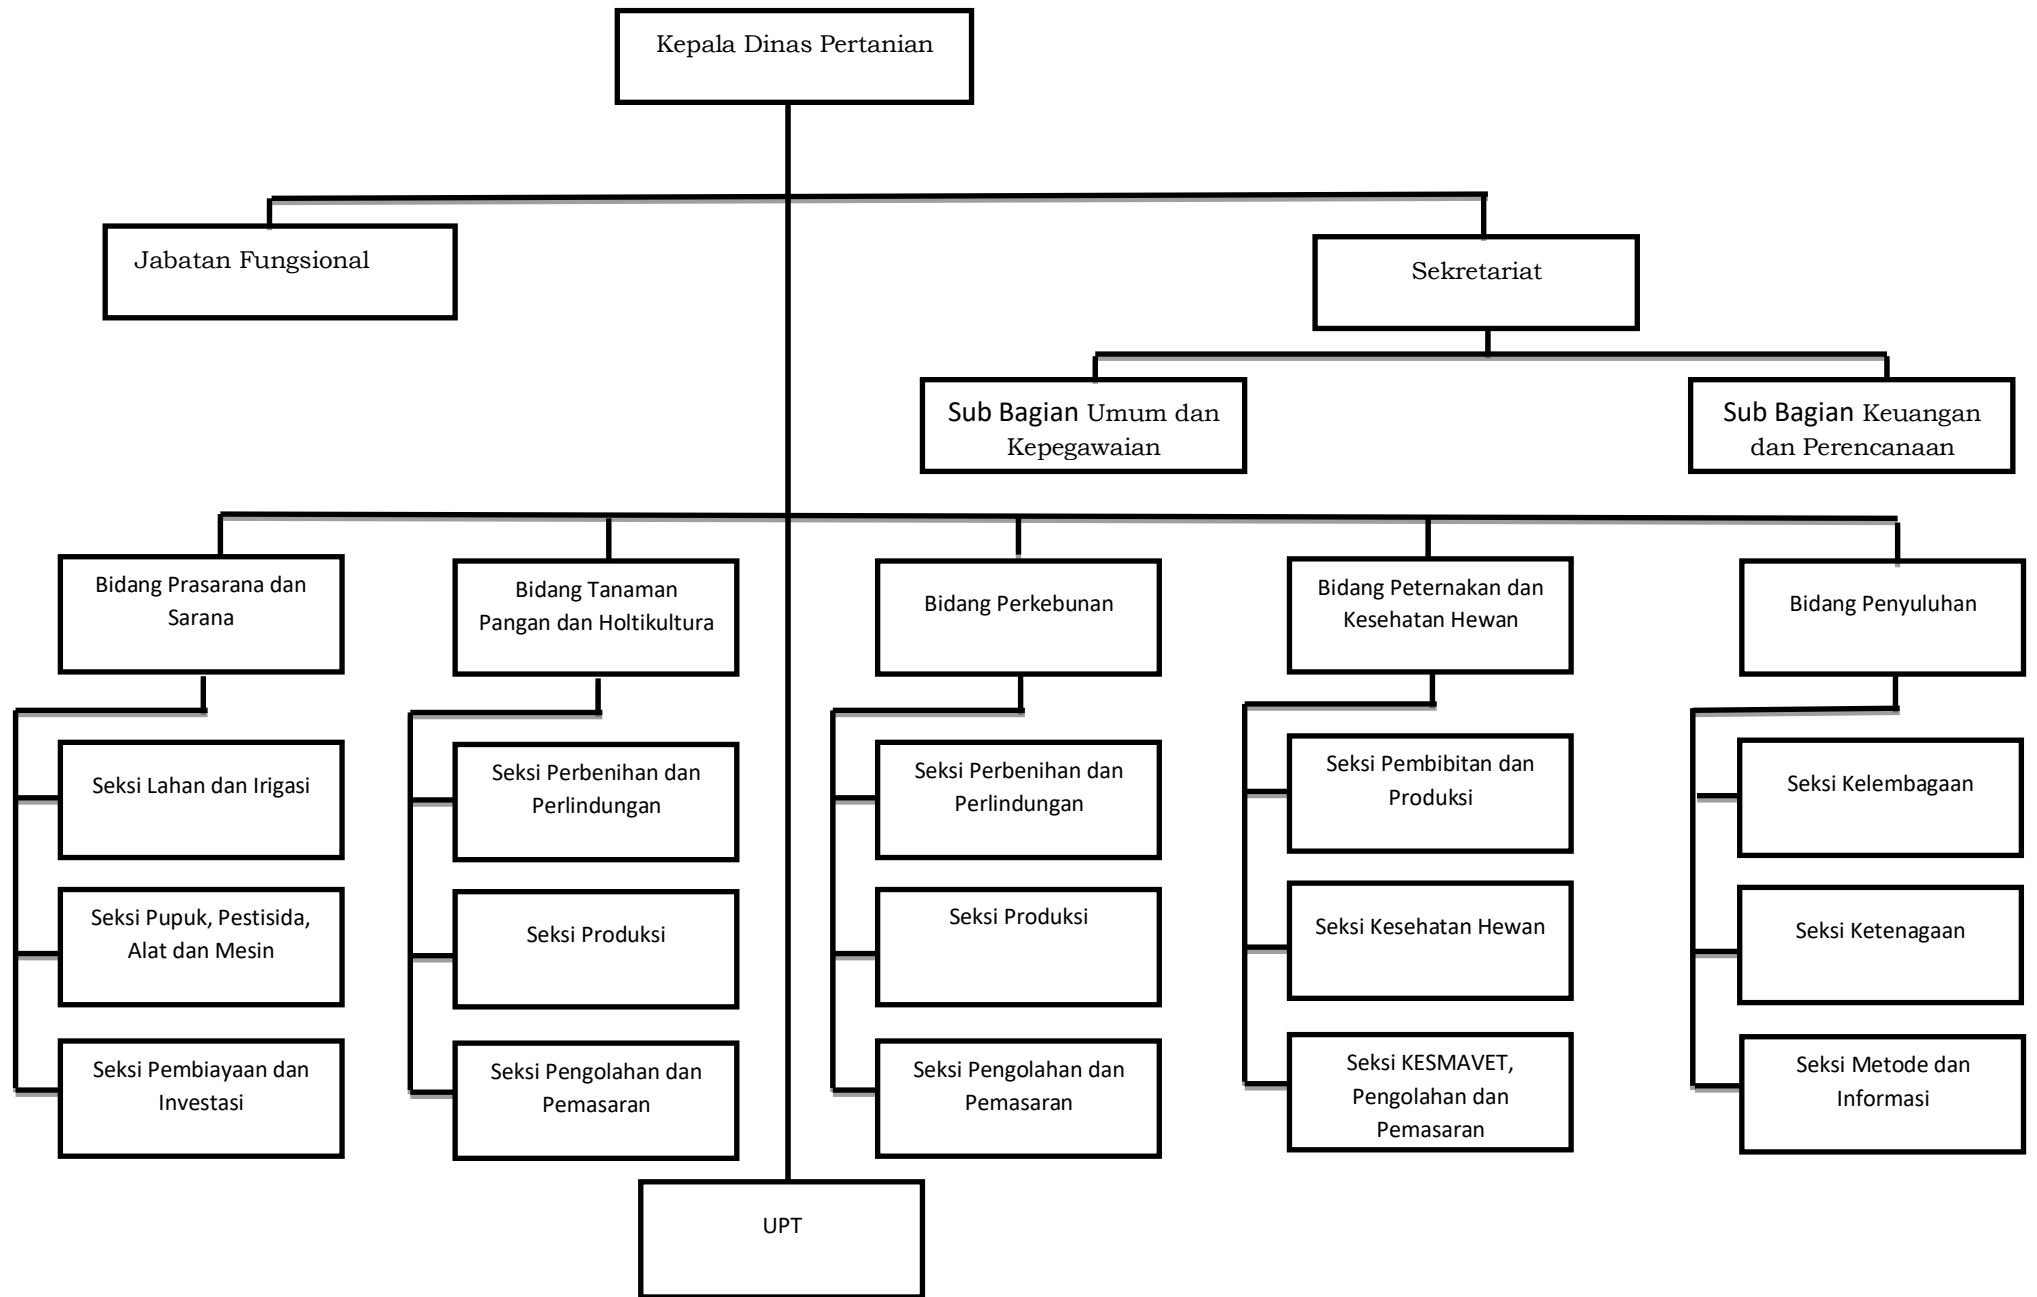 Kepala Dinas Pertanian
Jabatan Fungsional
Sekretariat
Sub Bagian Umum dan
Kepegawaian
Sub Bagian Keuangan
dan Perencanaan
Bidang Prasarana dan
Sarana
Bidang Tanaman
Pangan dan Holtikultura
Bidang Perkebunan
Bidang Peternakan dan
Kesehatan Hewan
Bidang Penyuluhan
Seksi Lahan dan Irigasi
Seksi Perbenihan dan
Perlindungan
Seksi Perbenihan dan
Perlindungan
Seksi Pembibitan dan
Produksi
Seksi Kelembagaan
Seksi Pupuk, Pestisida,
Alat dan Mesin
Seksi Produksi
Seksi Produksi
Seksi Kesehatan Hewan
Seksi Ketenagaan
Seksi Pembiayaan dan
Investasi
Seksi Pengolahan dan
Pemasaran
Seksi Pengolahan dan
Pemasaran
Seksi KESMAVET,
Pengolahan dan
Pemasaran
Seksi Metode dan
Informasi
UPT